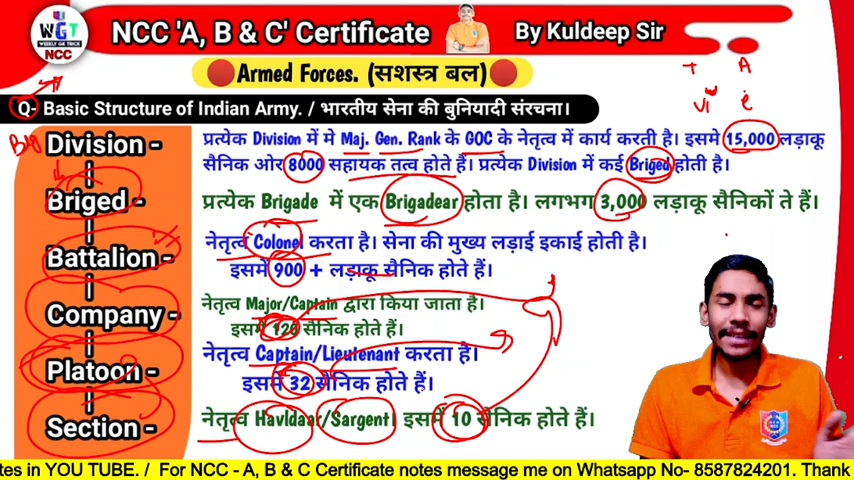 WGT
WEEKLY GK TRICK
NCC
NCC 'A, B & C' Certificate
By Kuldeep Sir
Armed Forces. (सशस्त्र बल)
T A
Q- Basic Structure of Indian Army. / भारतीय सेना की बुनियादी संरचना।
Division -
प्रत्येक Division में मे Maj. Gen. Rank के GOC के नेतृत्व में कार्य करती है। इसमे 15,000 लड़ाकू
सैनिक ओर 8000 सहायक तत्व होते हैं। प्रत्येक Division में कई Briged होती है।
Briged -
प्रत्येक Brigade में एक Brigadear होता है। लगभग 3,000 लड़ाकू सैनिकों ते हैं।
Battalion -
नेतृत्व Colonel करता है। सेना की मुख्य लड़ाई इकाई होती है।
इसमें 900 + लड़ाकू सैनिक होते हैं।
Company -
नेतृत्व Major/Captain द्वारा किया जाता है।
इसमें 120 सैनिक होते हैं।
Platoon -
नेतृत्व Captain/Lieutenant करता है।
इसमें 32 सैनिक होते हैं।
Section -
नेतृत्व Havldaar/Sargent। इसमें 10 सैनिक होते हैं।
tes in YOU TUBE. / For NCC - A, B & C Certificate notes message me on Whatsapp No- 8587824201. Thank